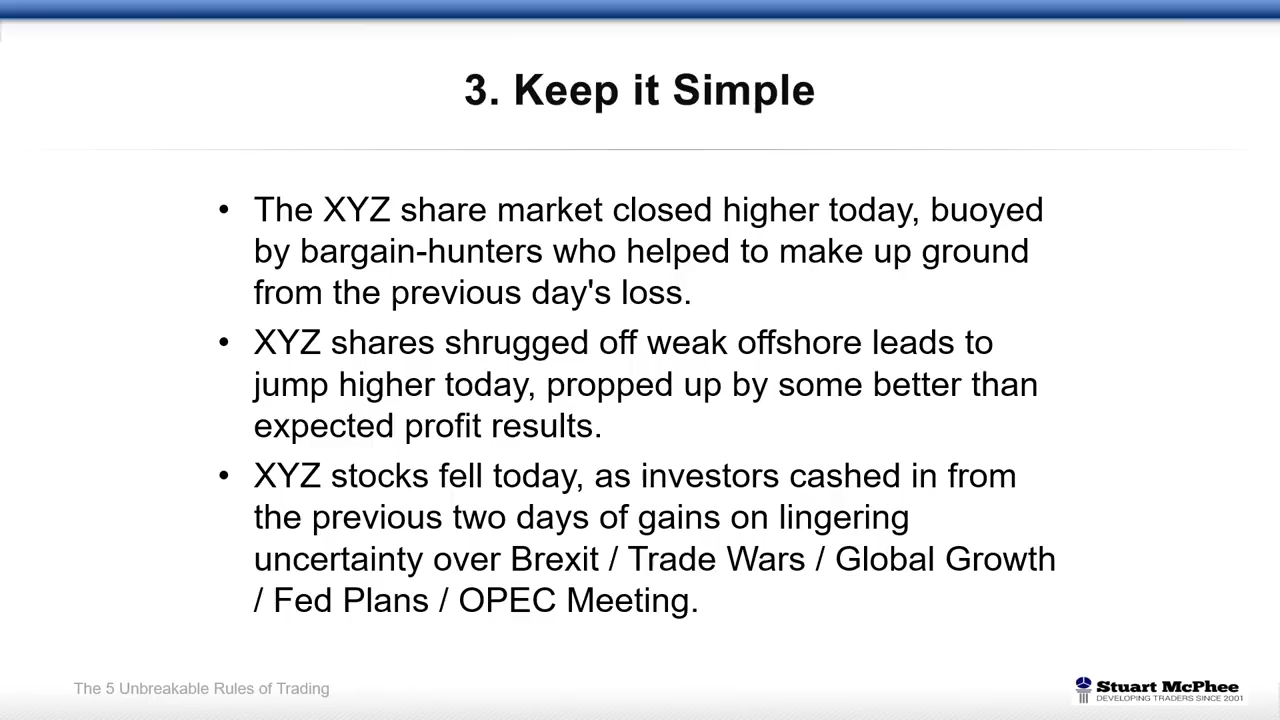 3. Keep it Simple
• The XYZ share market closed higher today, buoyed
by bargain-hunters who helped to make up ground
from the previous day's loss.
• XYZ shares shrugged off weak offshore leads to
jump higher today, propped up by some better than
expected profit results.
• XYZ stocks fell today, as investors cashed in from
the previous two days of gains on lingering
uncertainty over Brexit / Trade Wars / Global Growth
/ Fed Plans / OPEC Meeting.
The 5 Unbreakable Rules of Trading
Stuart McPhee
DEVELOPING TRADERS SINCE 2001